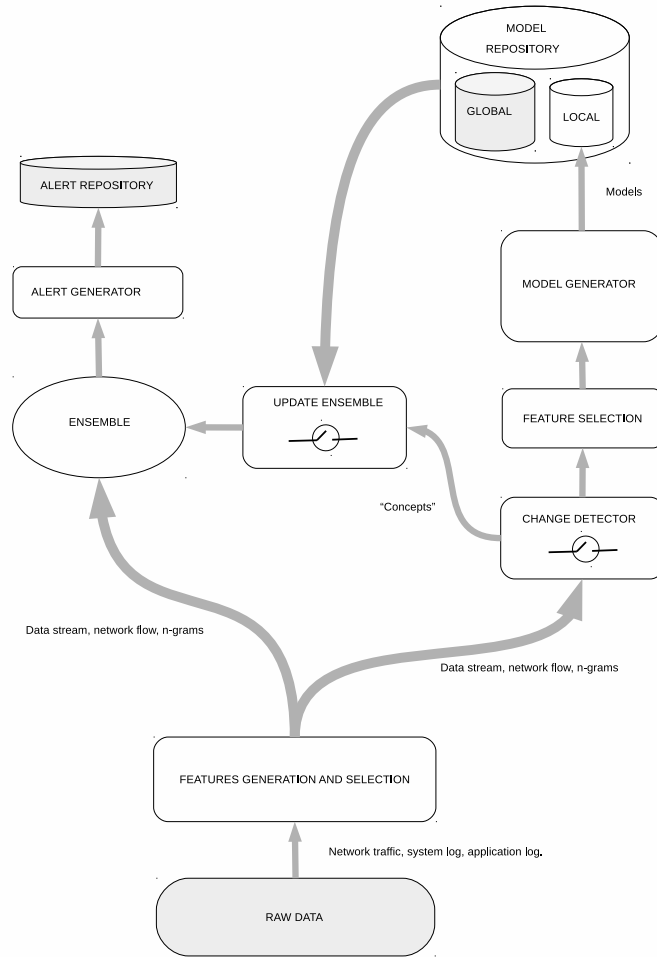 MODEL
REPOSITORY
GLOBAL
LOCAL
ALERT REPOSITORY
Models
ALERT GENERATOR
MODEL GENERATOR
UPDATE ENSEMBLE
ENSEMBLE
FEATURE SELECTION
“Concepts”
CHANGE DETECTOR
Data stream, network flow, n-grams
Data stream, network flow, n-grams
FEATURES GENERATION AND SELECTION
Network traffic, system log, application log.
RAW DATA